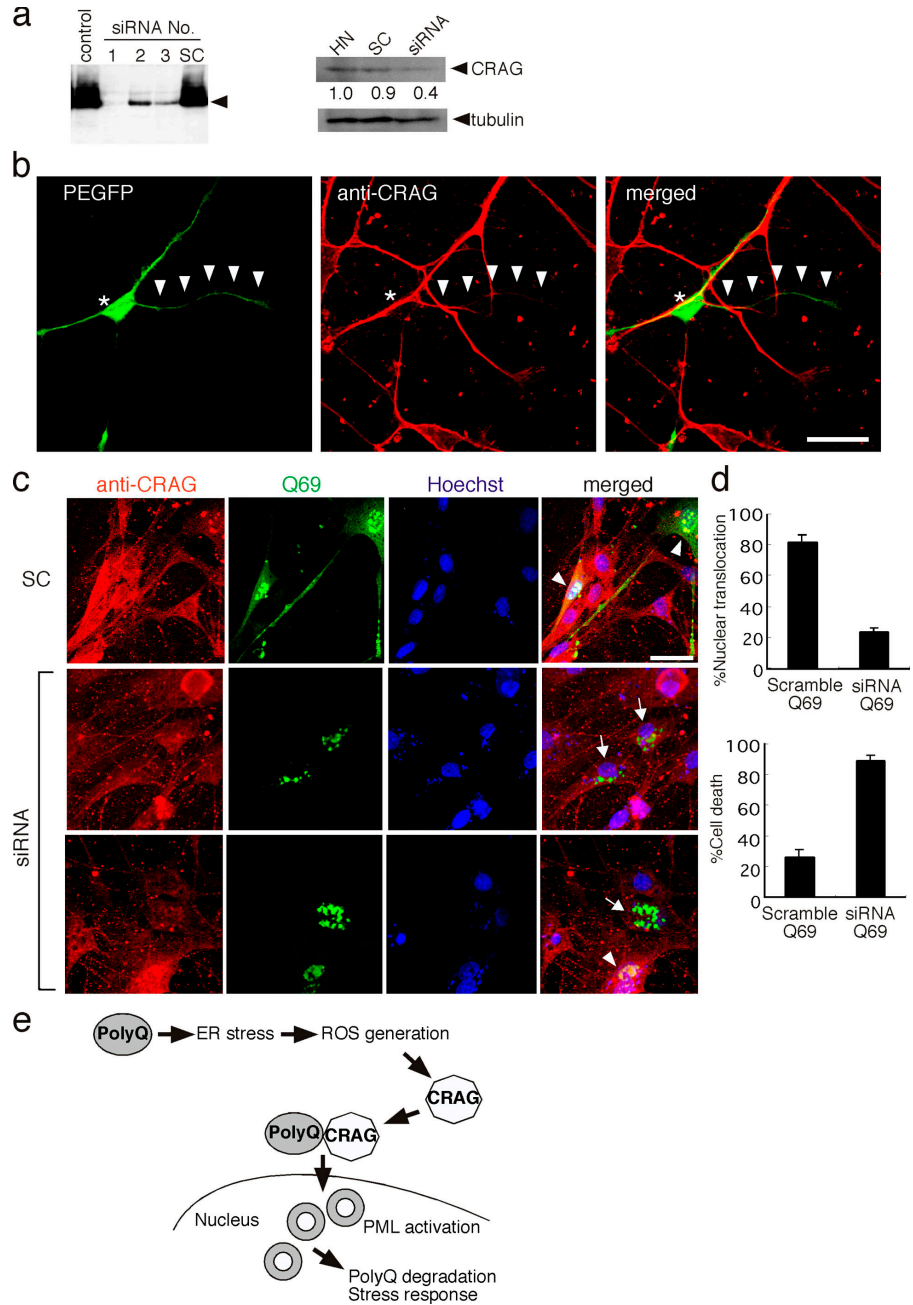 a
control
siRNA No.
1 2 3 SC
HN SC siRNA
CRAG
1.0 0.9 0.4
tubulin
b
PEGFP
anti-CRAG
merged
*
*
*
c
anti-CRAG
Q69
Hoechst
merged
SC
siRNA
d
%Nuclear translocation
100
80
60
40
20
0
Scramble
Q69
siRNA
Q69
%Cell death
100
80
60
40
20
0
Scramble
Q69
siRNA
Q69
e
PolyQ
ER stress
ROS generation
CRAG
PolyQ
CRAG
Nucleus
PML activation
PolyQ degradation
Stress response